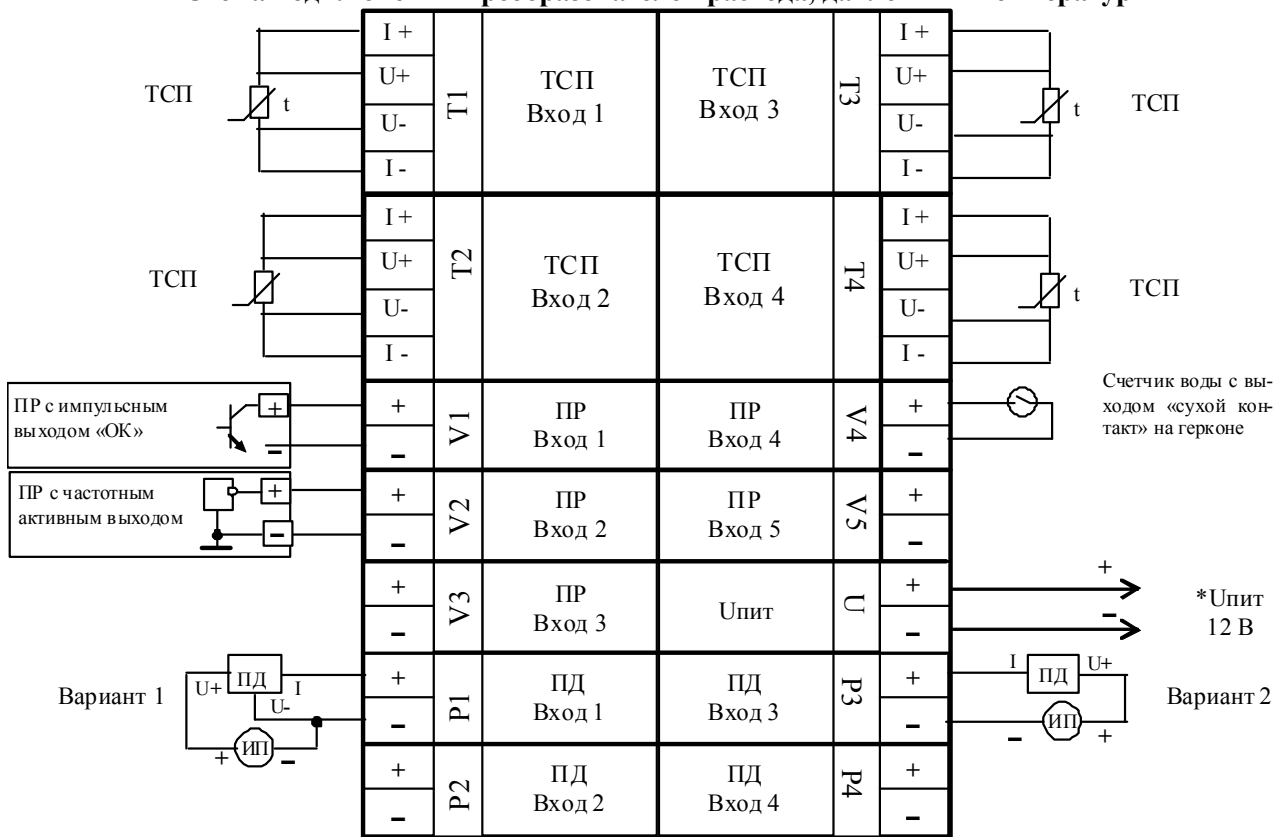 I +
U+
U-
I -
ТСП
t
T1
ТСП
Вход 1
ТСП
Вход 3
T3
I +
U+
U-
I -
t
ТСП
ТСП
I +
U+
U-
I -
T2
ТСП
Вход 2
ТСП
Вход 4
T4
I +
U+
U-
I -
t
ТСП
ПР с импульсным
выходом «ОК»
+
−
+
−
V1
ПР
Вход 1
ПР
Вход 4
V4
+
−
Счетчик воды с вы-
ходом «сухой кон-
такт» на герконе
ПР с частотным
активным выходом
+
−
+
−
V2
ПР
Вход 2
ПР
Вход 5
V5
+
−
+
−
V3
ПР
Вход 3
Uпит
U
+
−
+
−
*Uпит
12 В
Вариант 1
U+
ПД
I
U-
+
ИП
−
+
−
P1
ПД
Вход 1
ПД
Вход 3
P3
+
−
I
ПД
U+
−
ИП
+
Вариант 2
+
−
P2
ПД
Вход 2
ПД
Вход 4
P4
+
−